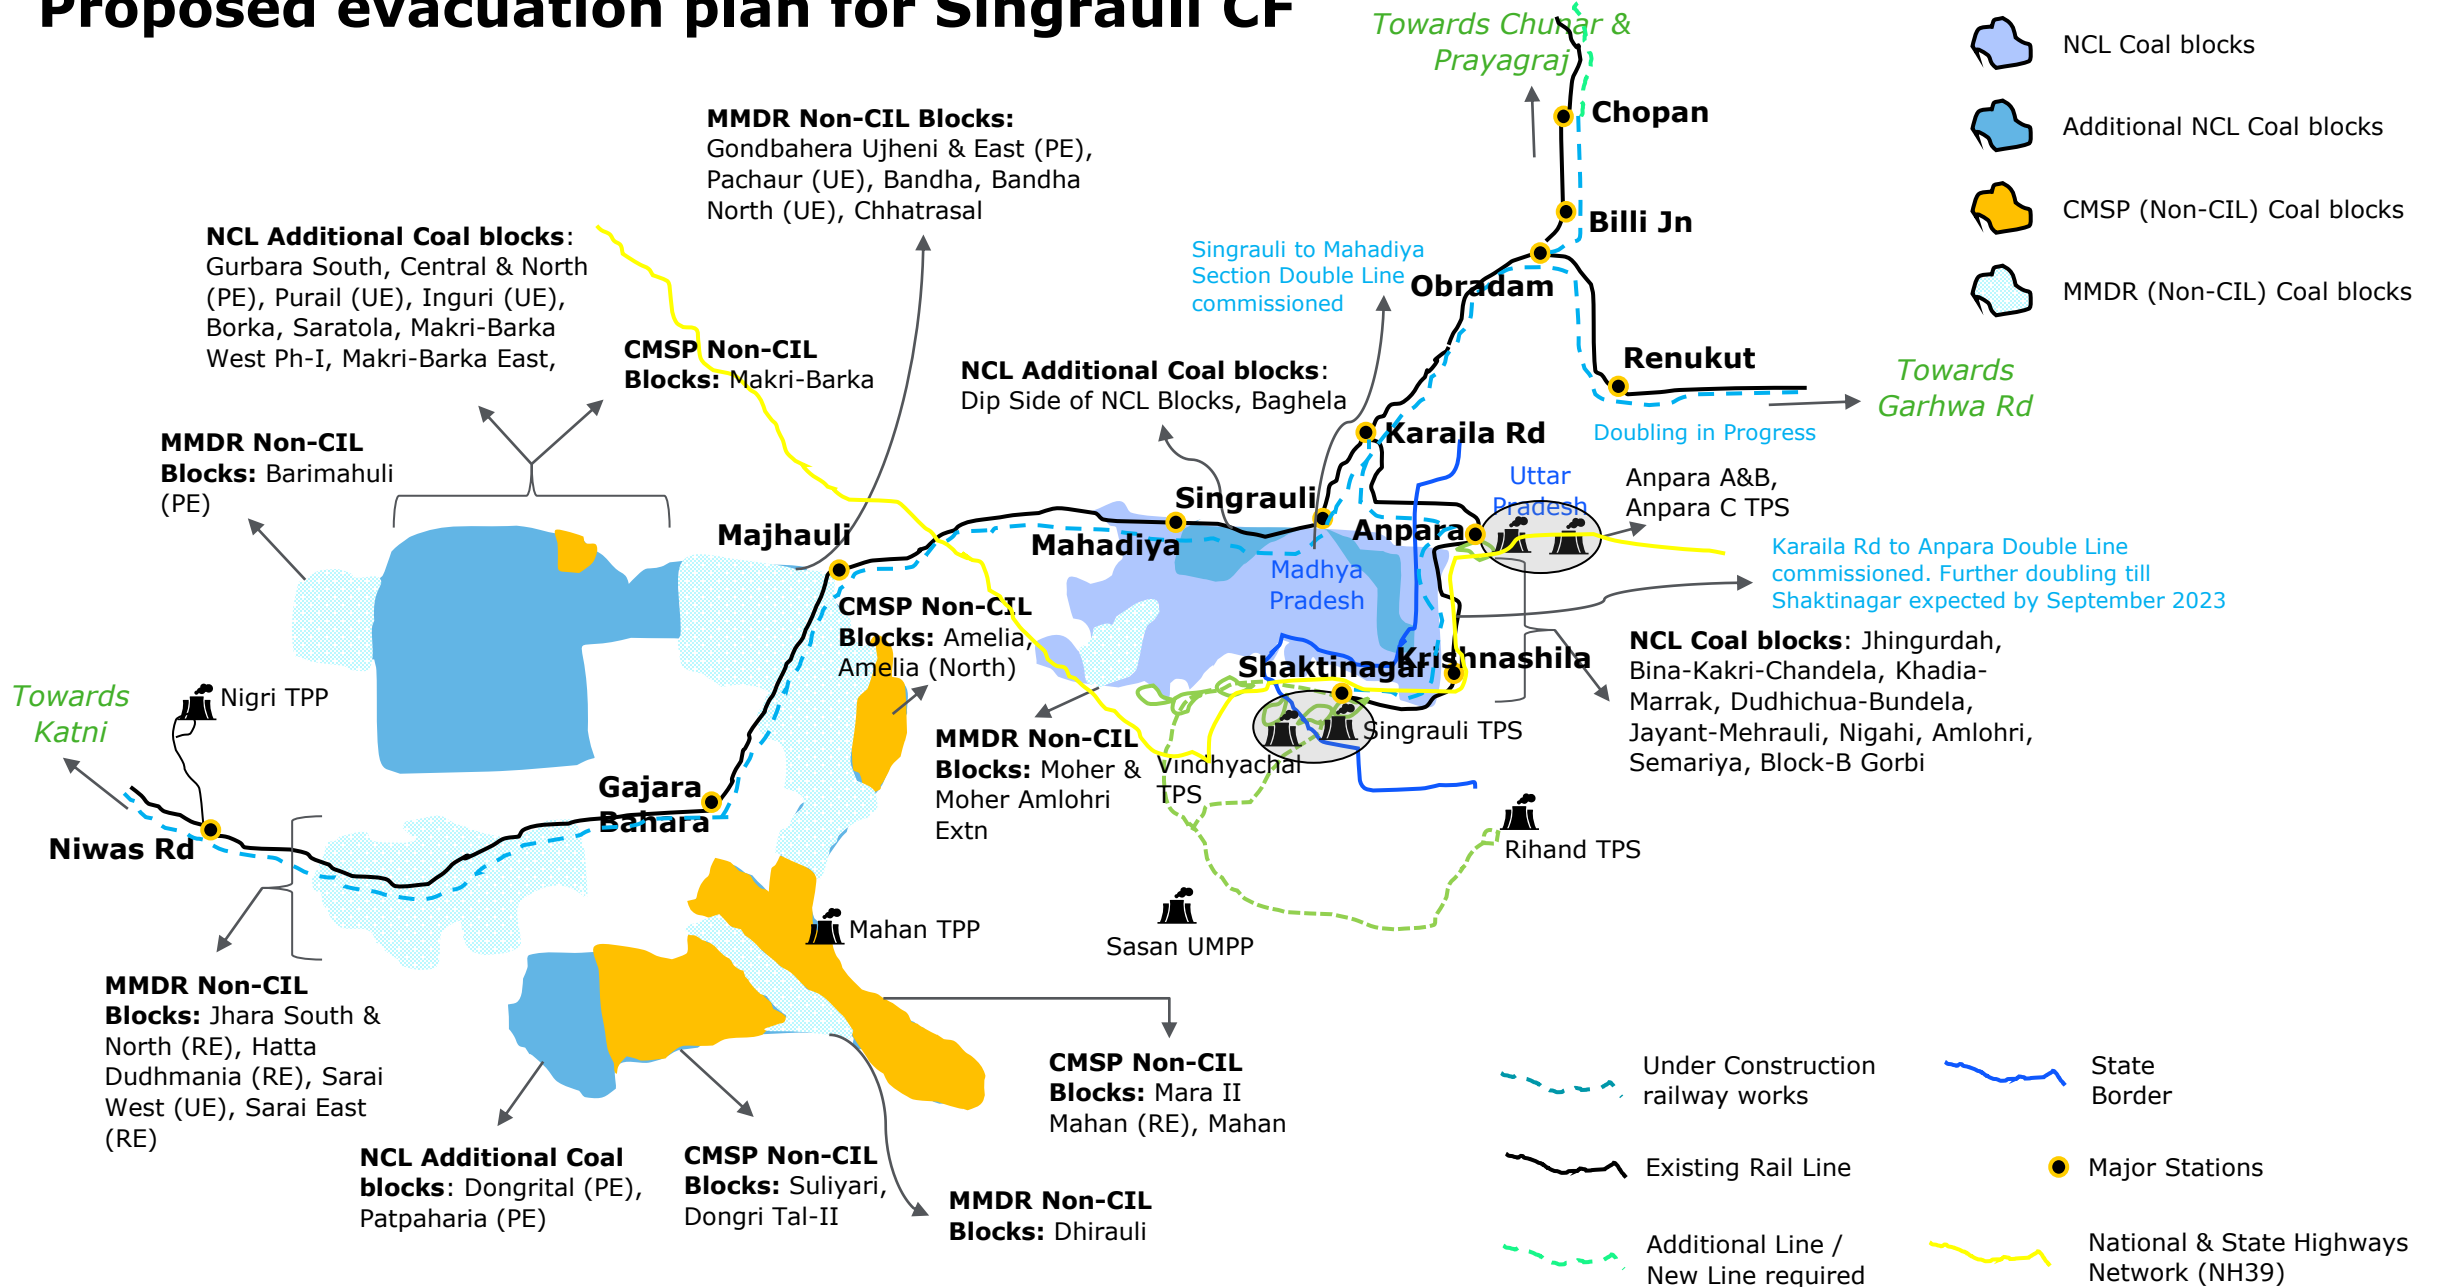 Proposed evacuation plan for Singrauli CF
Towards Chunar &
Prayagraj
NCL Coal blocks
Additional NCL Coal blocks
CMSP (Non-CIL) Coal blocks
MMDR (Non-CIL) Coal blocks
Chopan
Billi Jn
Obradam
Renukut
Towards
Garhwa Rd
Doubling in Progress
MMDR Non-CIL Blocks:
Gondbahera Ujheni & East (PE),
Pachaur (UE), Bandha, Bandha
North (UE), Chhatrasal
NCL Additional Coal blocks:
Gurbara South, Central & North
(PE), Purail (UE), Inguri (UE),
Borka, Saratola, Makri-Barka
West Ph-I, Makri-Barka East,
CMSP Non-CIL
Blocks: Makri-Barka
Singrauli to Mahadiya
Section Double Line
commissioned
NCL Additional Coal blocks:
Dip Side of NCL Blocks, Baghela
MMDR Non-CIL
Blocks: Barimahuli
(PE)
Karaila Rd
Uttar
Pradesh
Anpara A&B,
Anpara C TPS
Singrauli
Majhauli
Mahadiya
Anpara
Madhya
Pradesh
Karaila Rd to Anpara Double Line
commissioned. Further doubling till
Shaktinagar expected by September 2023
CMSP Non-CIL
Blocks: Amelia,
Amelia (North)
Shaktinagar
Krishnashila
NCL Coal blocks: Jhingurdah,
Bina-Kakri-Chandela, Khadia-
Marrak, Dudhichua-Bundela,
Jayant-Mehrauli, Nigahi, Amlohri,
Semariya, Block-B Gorbi
Towards
Katni
Nigri TPP
MMDR Non-CIL
Blocks: Moher &
Moher Amlohri
Extn
Singrauli TPS
Vindhyachal
TPS
Gajara
Bahara
Niwas Rd
Rihand TPS
Mahan TPP
Sasan UMPP
MMDR Non-CIL
Blocks: Jhara South &
North (RE), Hatta
Dudhmania (RE), Sarai
West (UE), Sarai East
(RE)
CMSP Non-CIL
Blocks: Mara II
Mahan (RE), Mahan
NCL Additional Coal
blocks: Dongrital (PE),
Patpaharia (PE)
CMSP Non-CIL
Blocks: Suliyari,
Dongri Tal-II
MMDR Non-CIL
Blocks: Dhirauli
Under Construction
railway works
State
Border
Existing Rail Line
Major Stations
Additional Line /
New Line required
National & State Highways
Network (NH39)